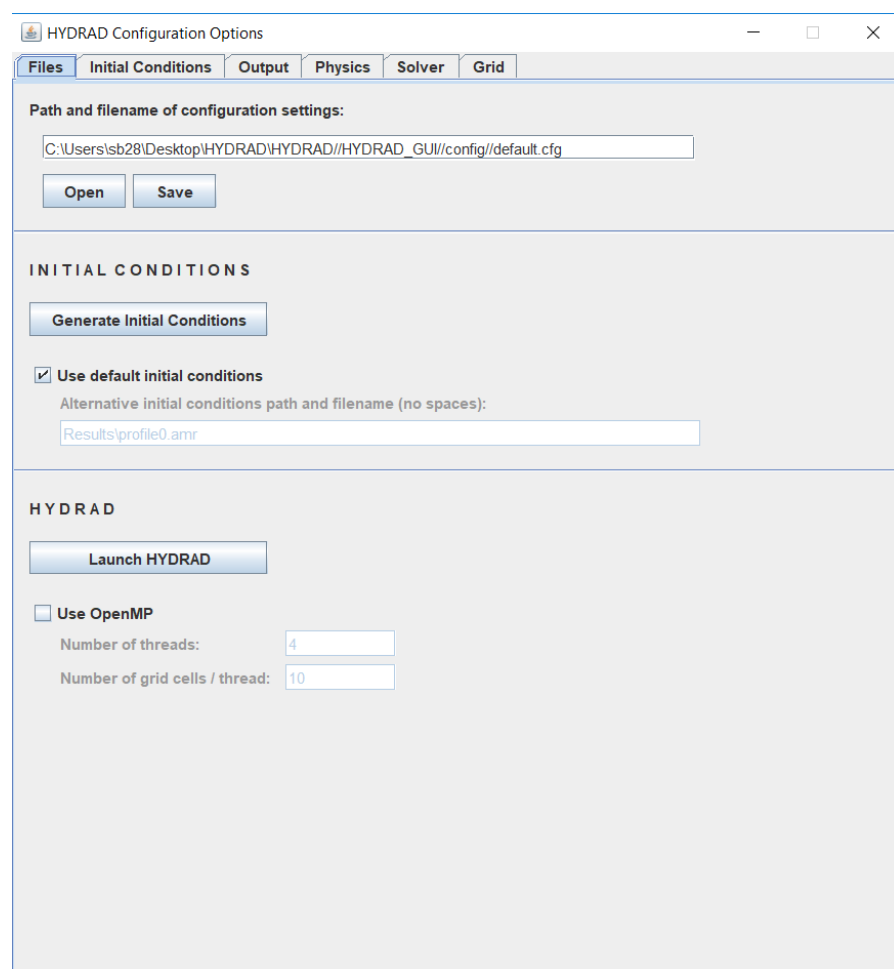 HYDRAD Configuration Options
Files Initial Conditions Output Physics Solver Grid
Path and filename of configuration settings:
C:\Users\sb28\Desktop\HYDRAD\HYDRAD//HYDRAD_GUI//config//default.cfg
Open Save
INITIAL CONDITIONS
Generate Initial Conditions
Use default initial conditions
Alternative initial conditions path and filename (no spaces):
Results\profile0.amr
HYDRAD
Launch HYDRAD
Use OpenMP
Number of threads: 4
Number of grid cells / thread: 10